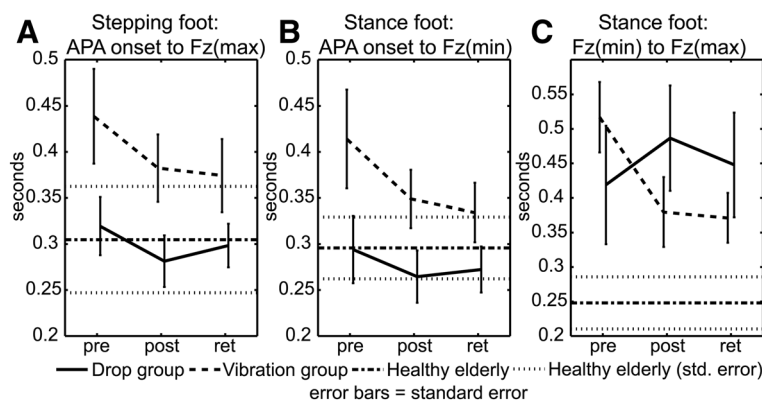 A Stepping foot:
APA onset to Fz(max)
B Stance foot:
APA onset to Fz(min)
C Stance foot:
Fz(min) to Fz(max)
seconds
0.5
0.45
0.4
0.35
0.3
0.25
0.2
pre post ret
seconds
0.5
0.45
0.4
0.35
0.3
0.25
0.2
pre post ret
seconds
0.55
0.5
0.45
0.4
0.35
0.3
0.25
0.2
pre post ret
Drop group Vibration group Healthy elderly Healthy elderly (std. error)
error bars = standard error